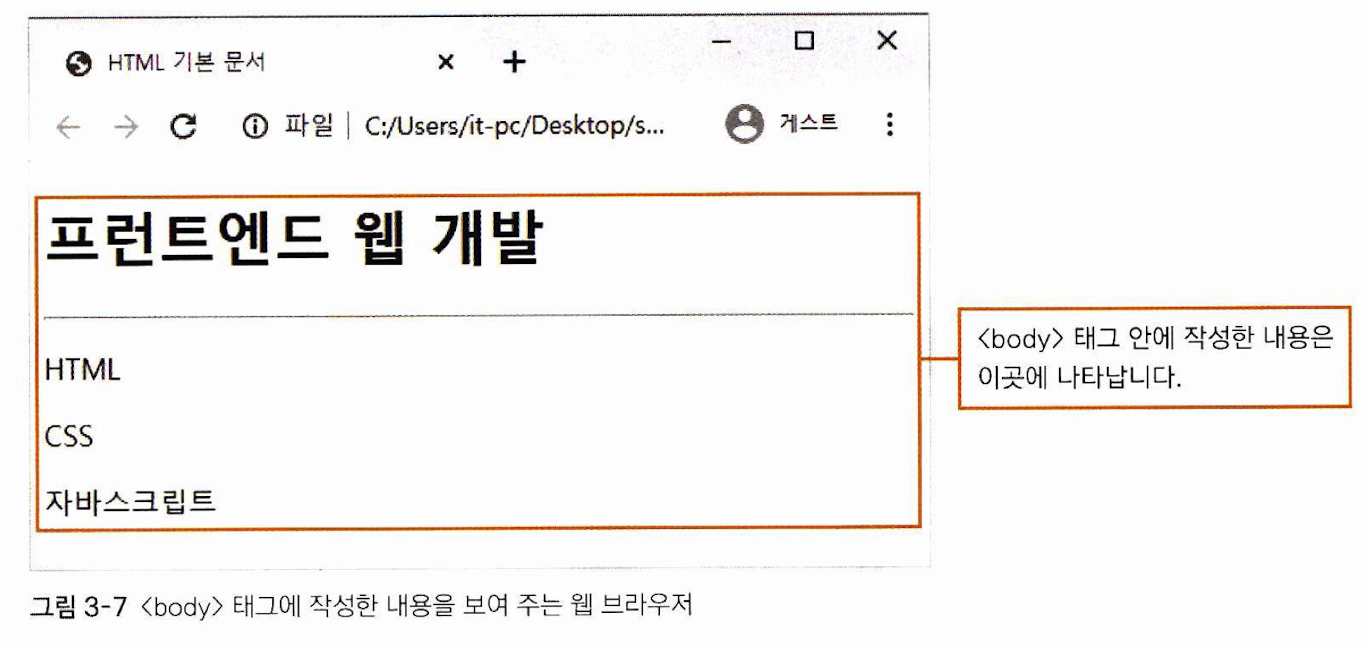 HTML 기본 문서
파일 | C:/Users/it-pc/Desktop/s...
게스트
프런트엔드 웹 개발
HTML
CSS
자바스크립트
<body> 태그 안에 작성한 내용은
이곳에 나타납니다.
그림 3-7 <body> 태그에 작성한 내용을 보여 주는 웹 브라우저